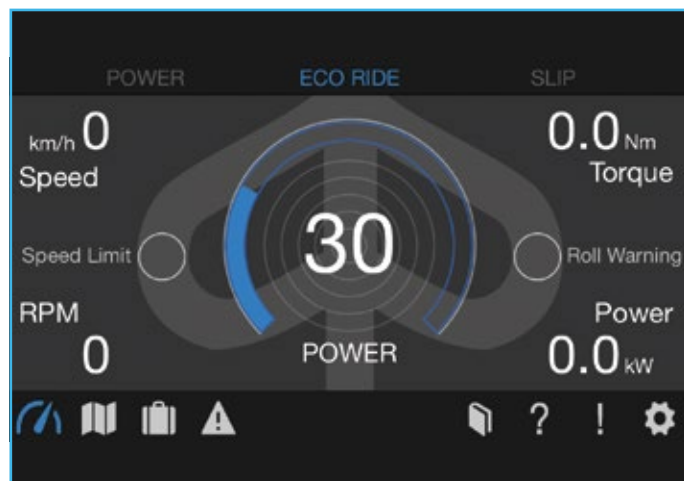 POWER ECO RIDE SLIP
km/h 0
Speed
0.0 Nm
Torque
Speed Limit
30
Roll Warning
RPM
0
POWER
Power
0.0 kW
? !